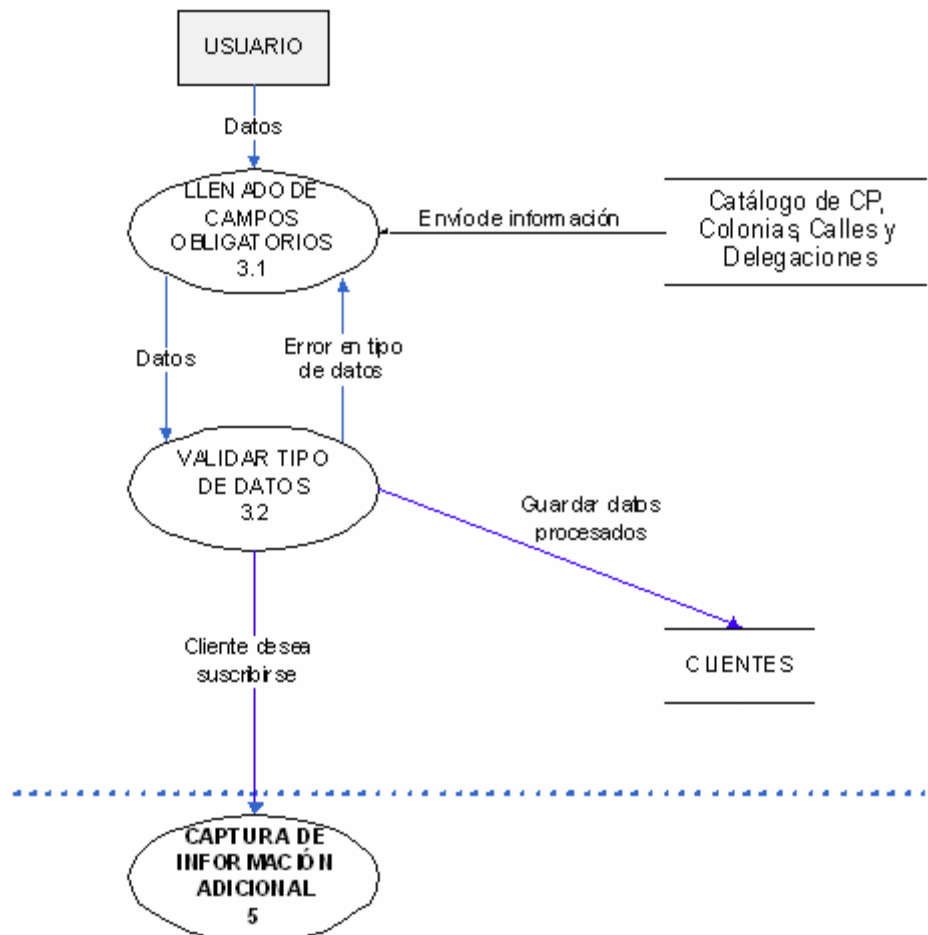 USUARIO
Datos
LLENADO DE
CAMPOS
OBLIGATORIOS
3.1
Envío de información
Catálogo de CP,
Colonias, Calles y
Delegaciones
Datos
Error en tipo
de datos
VALIDAR TIPO
DE DATOS
3.2
Guardar datos
procesados
Cliente desea
suscribirse
CLIENTES
CAPTURA DE
INFORMACIÓN
ADICIONAL
5